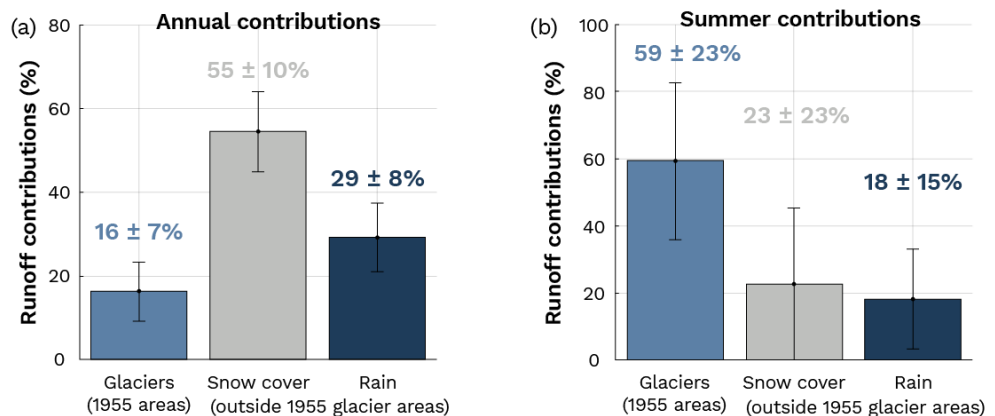 (a)
Annual contributions
Runoff contributions (%)
80
60
40
20
0
16 ± 7%
55 ± 10%
29 ± 8%
Glaciers
(1955 areas)
Snow cover
Rain
(outside 1955 glacier areas)
(b)
Summer contributions
Runoff contributions (%)
100
80
60
40
20
0
59 ± 23%
23 ± 23%
18 ± 15%
Glaciers
(1955 areas)
Snow cover
Rain
(outside 1955 glacier areas)